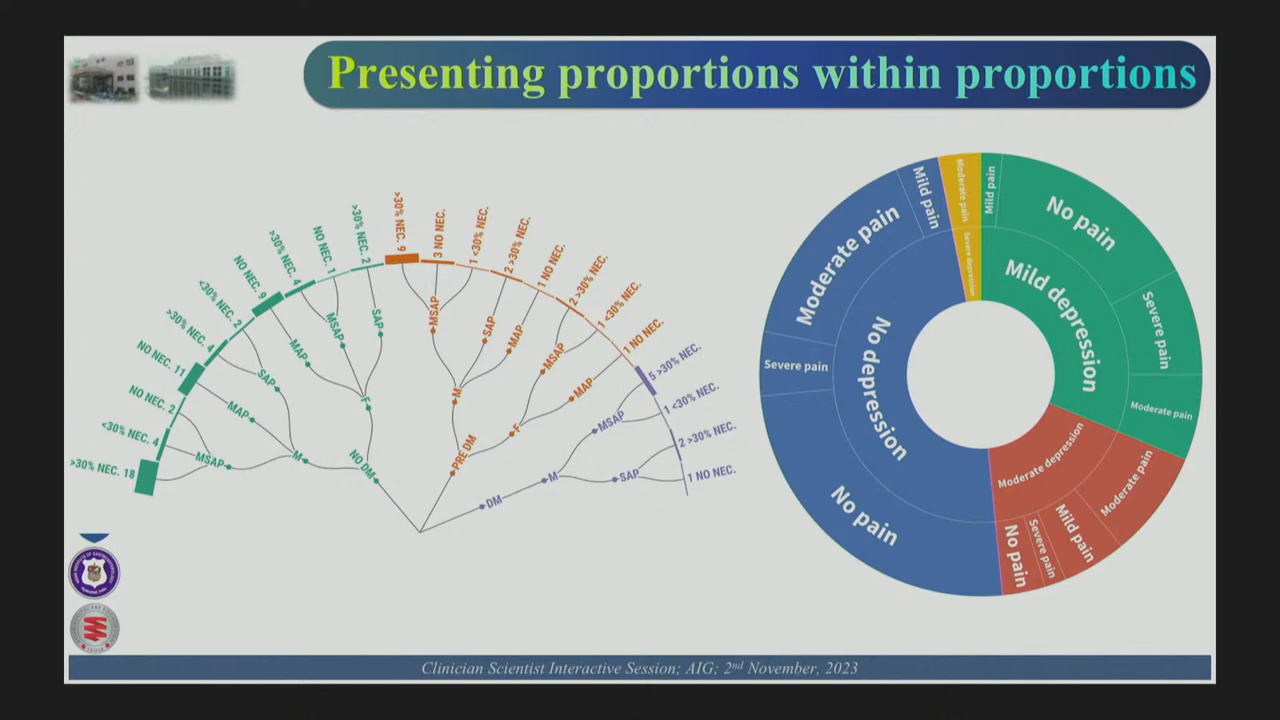 Presenting proportions within proportions
>30% NEC. 18
<30% NEC. 4
NO NEC. 2
NO NEC. 11
>30% NEC. 4
<30% NEC. 2
NO NEC. 9
>30% NEC. 4
NO NEC. 1
>30% NEC. 2
>30% NEC. 9
3 NO NEC.
1 <30% NEC.
2 >30% NEC.
1 NO NEC.
2 >30% NEC.
1 <30% NEC.
1 NO NEC.
5 >30% NEC.
1 <30% NEC.
2 >30% NEC.
1 NO NEC.
MSAP
MAP
SAP
MAP
MSAP
SAP
MSAP
SAP
MAP
MSAP
MAP
MSAP
SAP
M
F
M
F
M
NO DM
PRE DM
DM
Mild pain
No pain
Severe pain
Moderate pain
Mild depression
Moderate depression
Moderate pain
Mild pain
Severe pain
No pain
No depression
No pain
Severe pain
Moderate pain
Mild pain
Moderate pain
Severe depression
INDIA
Clinician Scientist Interactive Session; AIG; 2nd November, 2023